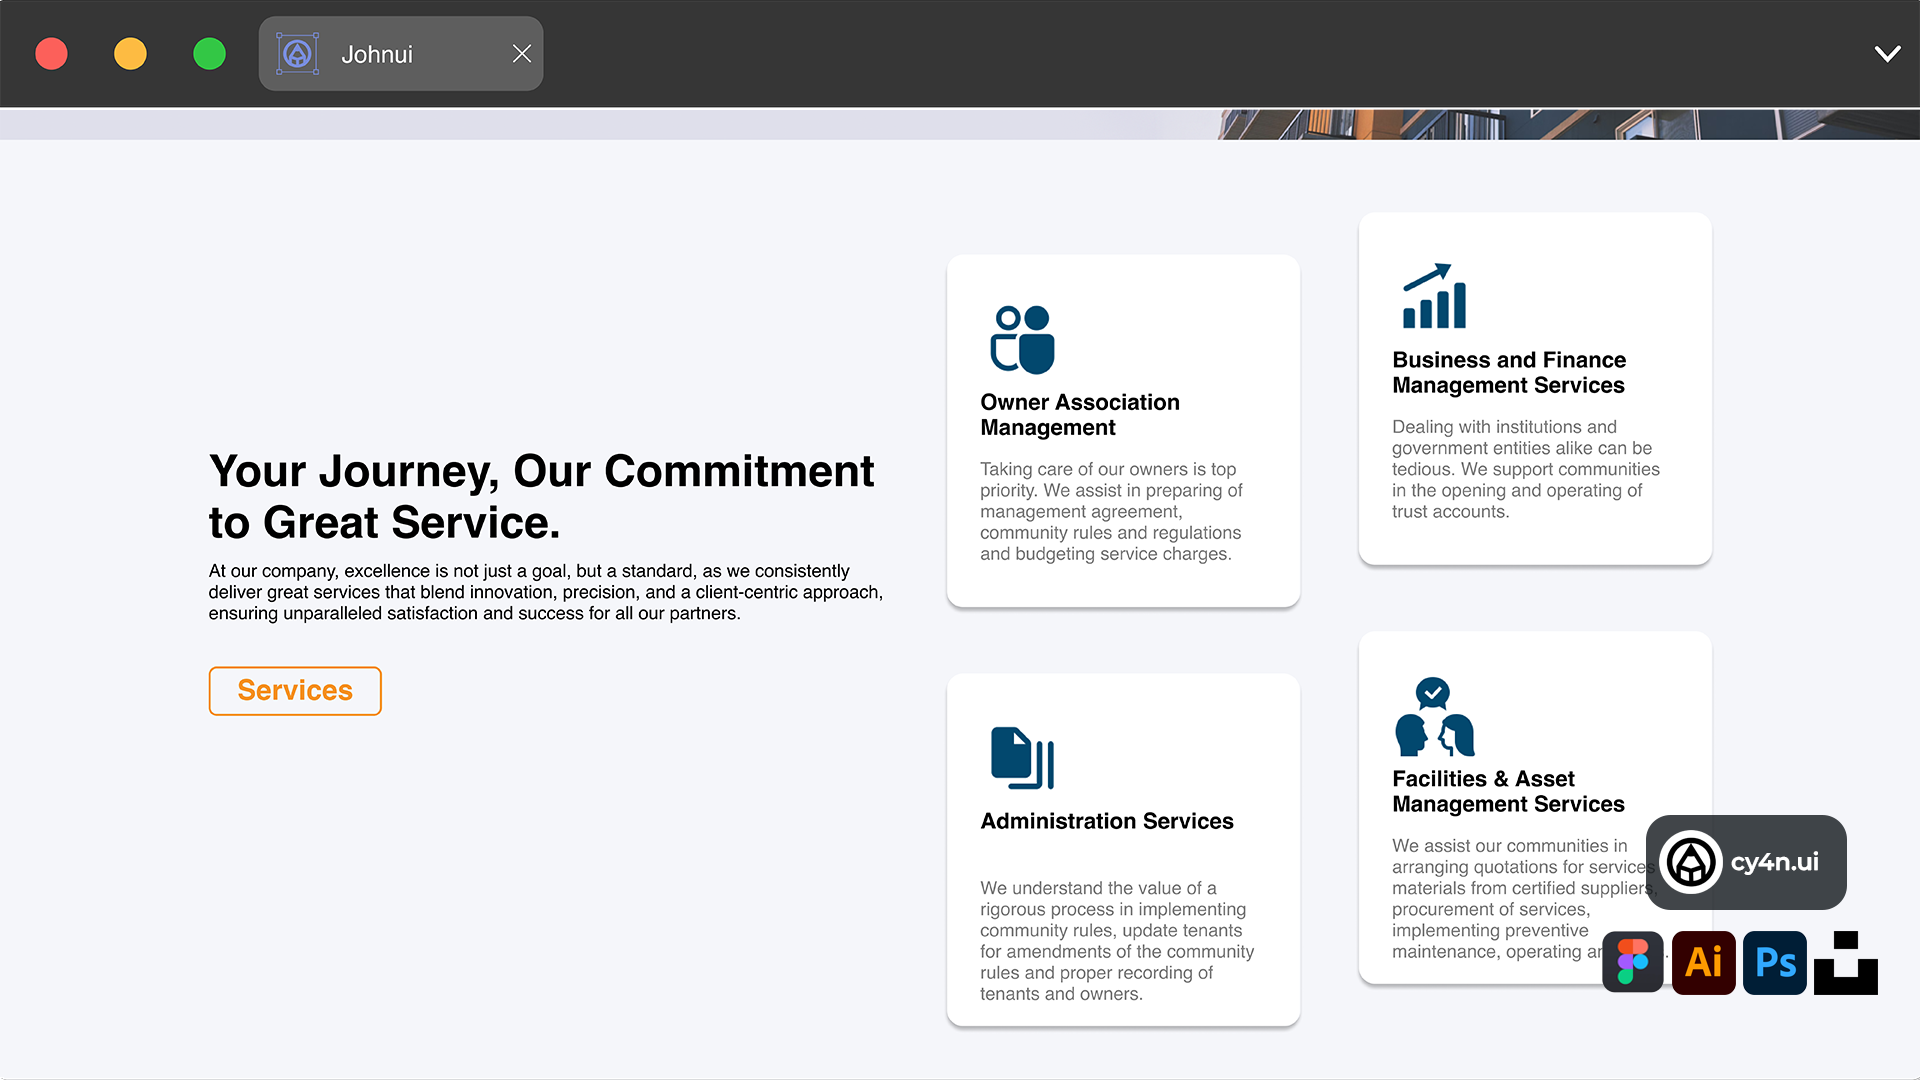 Johnui
Your Journey, Our Commitment
to Great Service.
At our company, excellence is not just a goal, but a standard, as we consistently
deliver great services that blend innovation, precision, and a client-centric approach,
ensuring unparalleled satisfaction and success for all our partners.
Services
Owner Association
Management
Taking care of our owners is top
priority. We assist in preparing of
management agreement,
community rules and regulations
and budgeting service charges.
Business and Finance
Management Services
Dealing with institutions and
government entities alike can be
tedious. We support communities
in the opening and operating of
trust accounts.
Administration Services
We understand the value of a
rigorous process in implementing
community rules, update tenants
for amendments of the community
rules and proper recording of
tenants and owners.
Facilities & Asset
Management Services
We assist our communities in
arranging quotations for services
materials from certified suppliers,
procurement of services,
implementing preventive
maintenance, operating
cy4n.ui
Ai
Ps